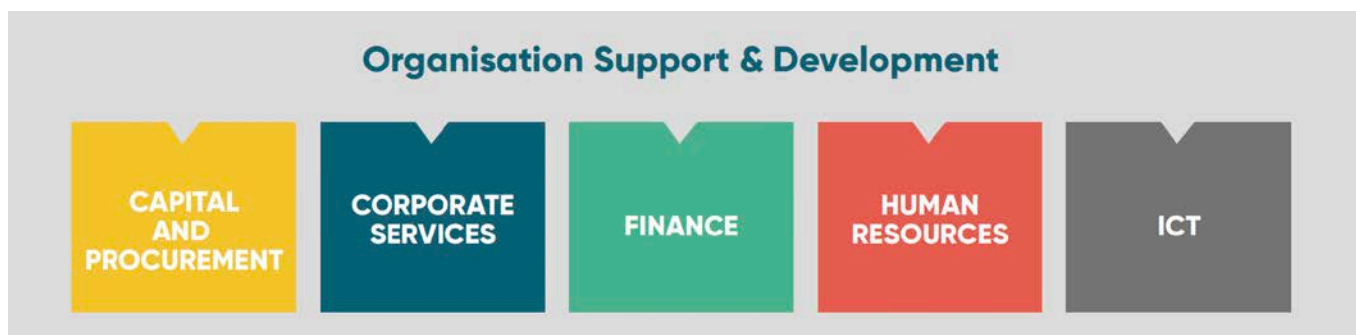 Organisation Support & Development
CAPITAL
AND
PROCUREMENT
CORPORATE
SERVICES
FINANCE
HUMAN
RESOURCES
ICT